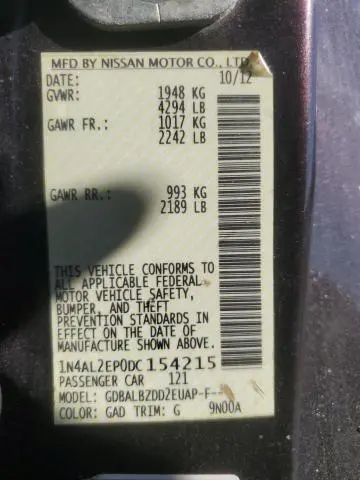 MFD BY NISSAN MOTOR CO., LTD.
DATE: 10/12
GVWR: 1948 KG
4294 LB
GAWR FR.: 1017 KG
2242 LB
GAWR RR.: 993 KG
2189 LB
THIS VEHICLE CONFORMS TO
ALL APPLICABLE FEDERAL
MOTOR VEHICLE SAFETY,
BUMPER, AND THEFT
PREVENTION STANDARDS IN
EFFECT ON THE DATE OF
MANUFACTURE SHOWN ABOVE.
1N4AL2EP0DC154215
PASSENGER CAR 121
MODEL: GDBALBZDD2EUAP-F--
COLOR: GAD TRIM: G 9N00A